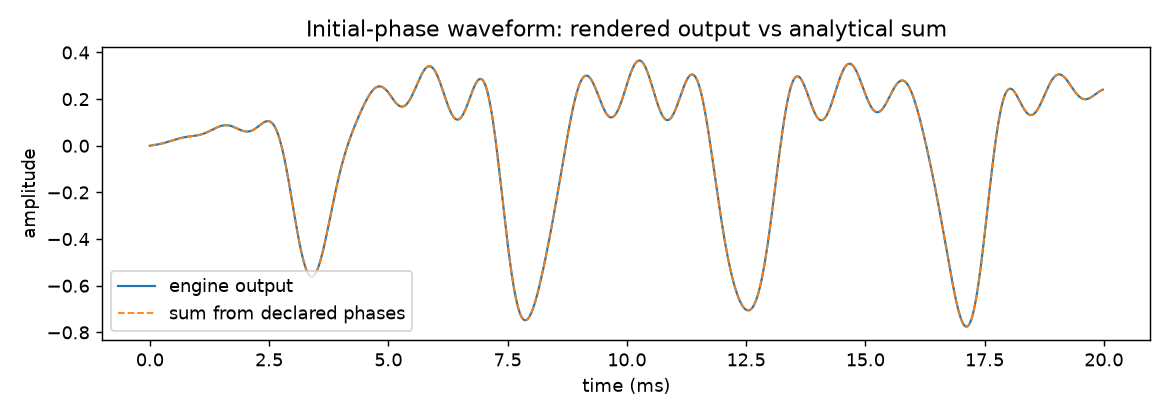 Initial-phase waveform: rendered output vs analytical sum
0.4
0.2
0.0
−0.2
−0.4
−0.6
−0.8
amplitude
engine output
sum from declared phases
0.0 2.5 5.0 7.5 10.0 12.5 15.0 17.5 20.0
time (ms)